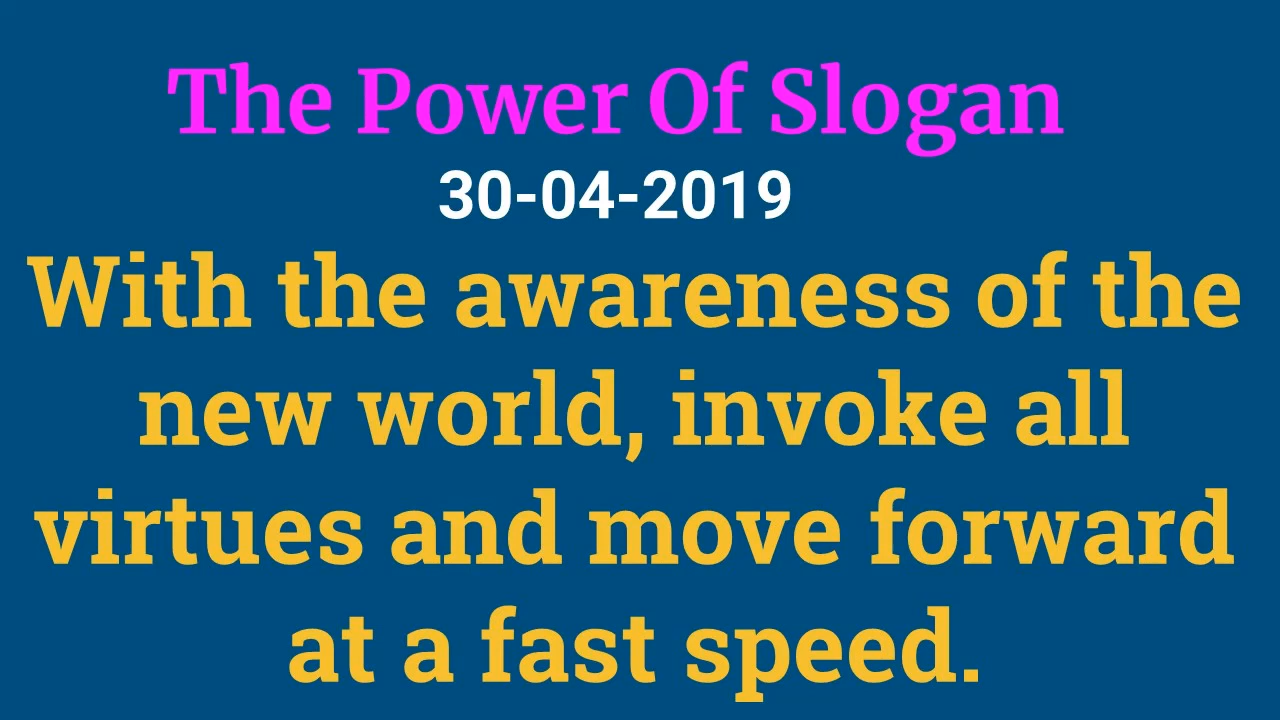 The Power Of Slogan
30-04-2019
With the awareness of the
new world, invoke all
virtues and move forward
at a fast speed.